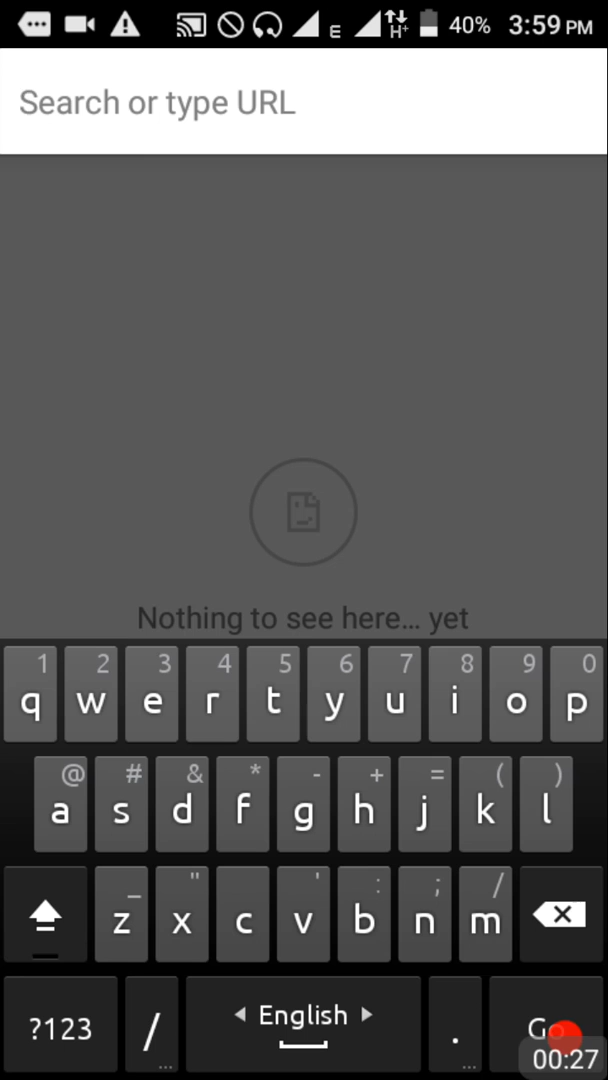 E H+ 40% 3:59 PM
Search or type URL
Nothing to see here... yet
1 2 3 4 5 6 7 8 9 0
q w e r t y u i o p
@ # & * - + = ( )
a s d f g h j k l
_ " ' : ; /
z x c v b n m
?123 / English . Go
... ...
00:27